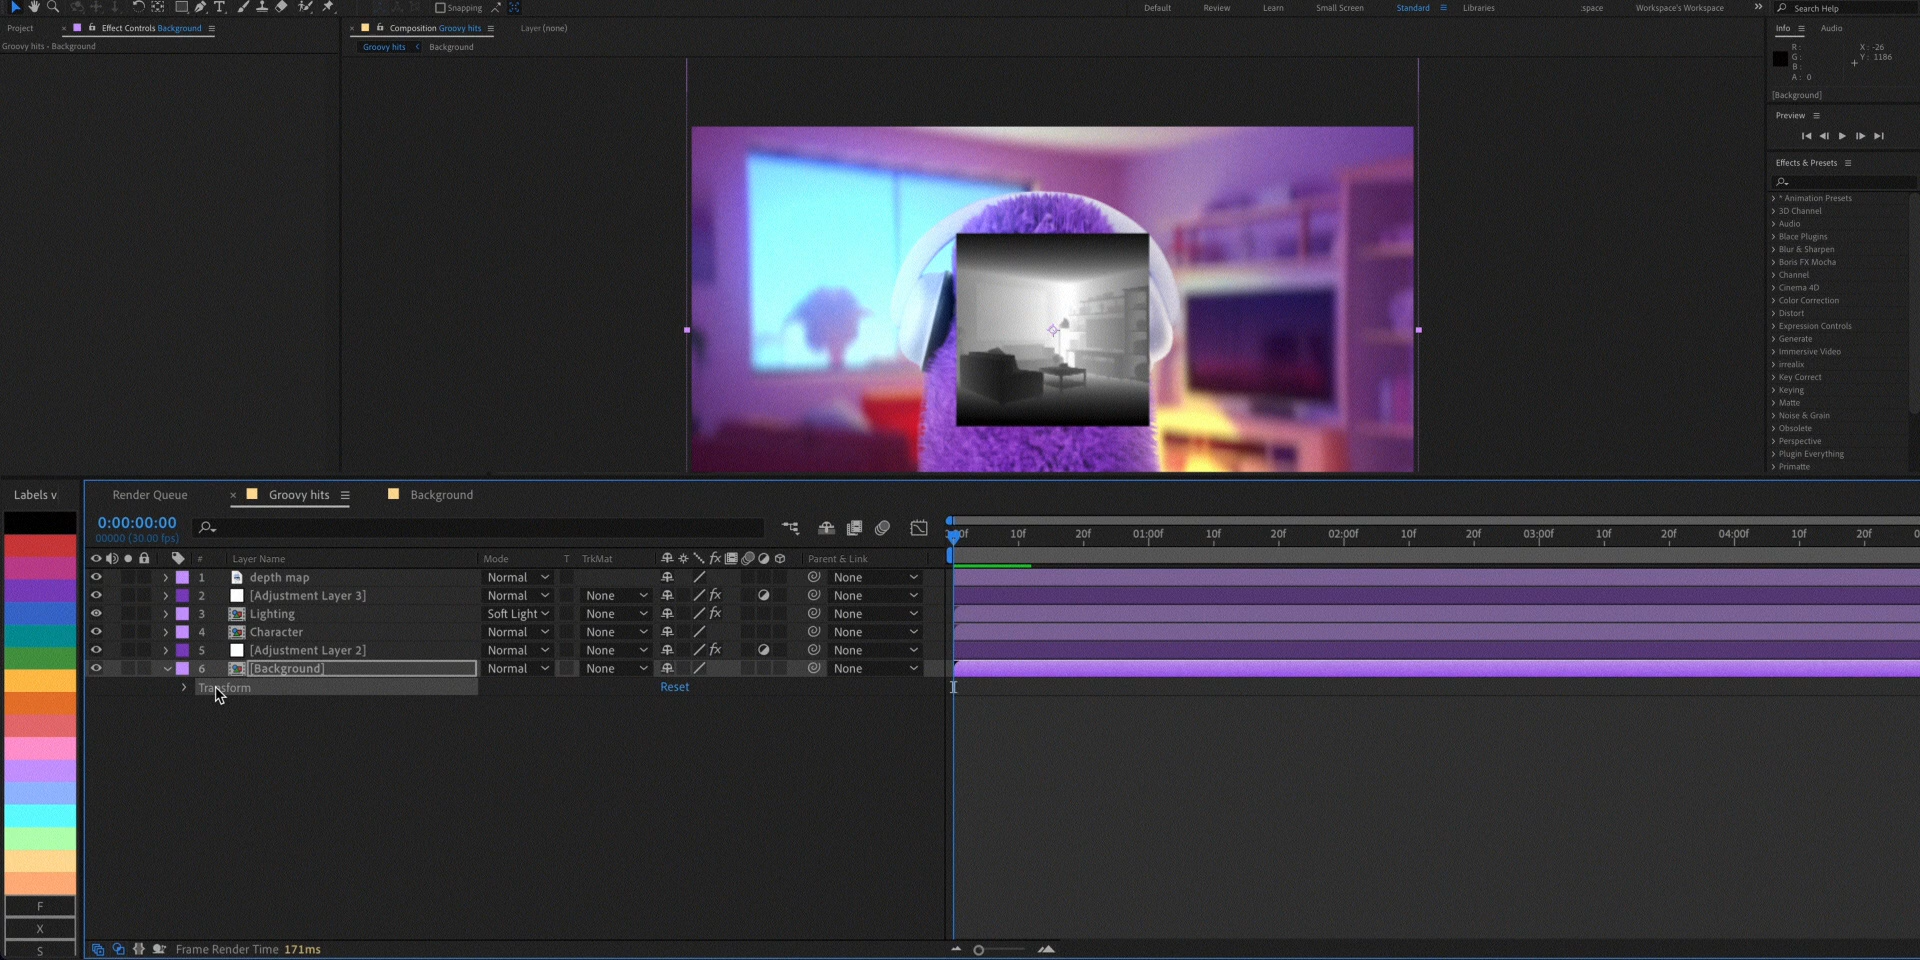 Snapping
Default Review Learn Small Screen Standard Libraries space Workspace's Workspace
Search Help
Project Effect Controls Background
Composition Groovy hits Layer (none)
Info Audio
Groovy hits - Background
Groovy hits Background
R :
G :
B :
A : 0
X : -26
Y : 1186
[Background]
Preview
Effects & Presets
* Animation Presets
3D Channel
Audio
Blace Plugins
Blur & Sharpen
Boris FX Mocha
Channel
Cinema 4D
Color Correction
Distort
Expression Controls
Generate
Immersive Video
irrealix
Key Correct
Keying
Matte
Noise & Grain
Obsolete
Perspective
Plugin Everything
Primatte
Labels v
Render Queue Groovy hits Background
0:00:00:00
00000 (30.00 fps)
00f 10f 20f 01:00f 10f 20f 02:00f 10f 20f 03:00f 10f 20f 04:00f 10f 20f 0
# Layer Name Mode T TrkMat fx Parent & Link
1 depth map Normal None
2 [Adjustment Layer 3] Normal None fx None
3 Lighting Soft Light None fx None
4 Character Normal None None
5 [Adjustment Layer 2] Normal None fx None
6 [Background] Normal None None
Transform Reset
F
X
S
Frame Render Time 171ms